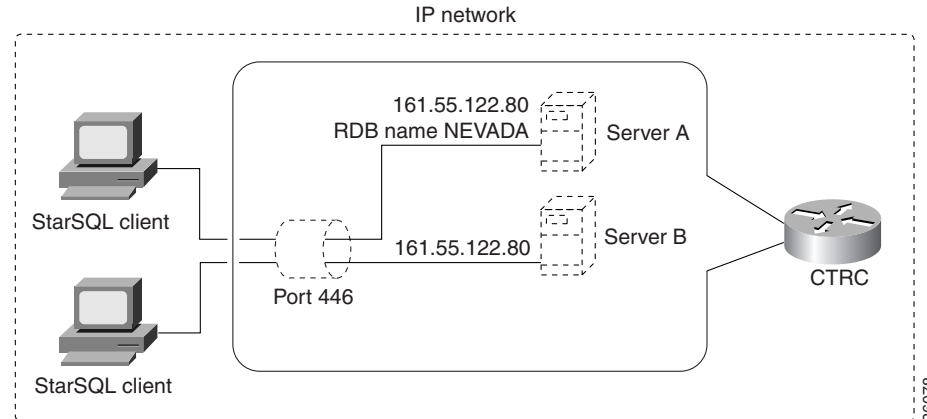 IP network
161.55.122.80
RDB name NEVADA
Server A
StarSQL client
161.55.122.80
Server B
Port 446
CTRC
StarSQL client